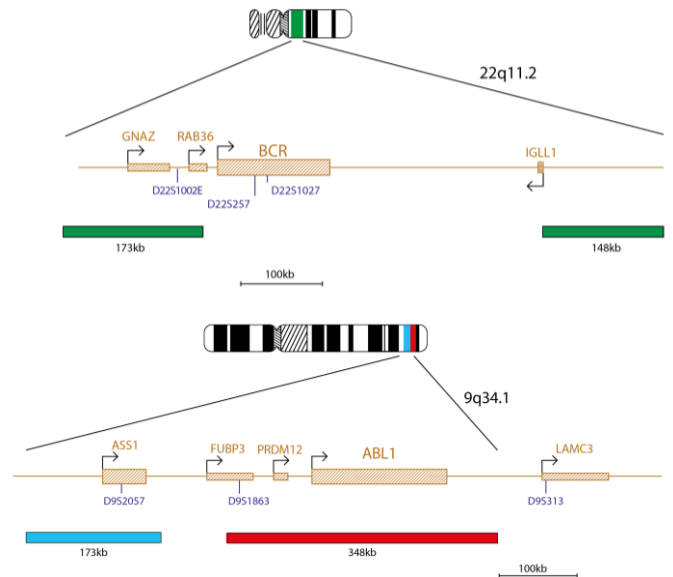 22q11.2
GNAZ
RAB36
BCR
IGLL1
D22S1002E
D22S1027
D22S257
173kb
148kb
100kb
9q34.1
ASS1
FUBP3
PRDM12
ABL1
LAMC3
D9S2057
D9S1863
D9S313
173kb
348kb
100kb